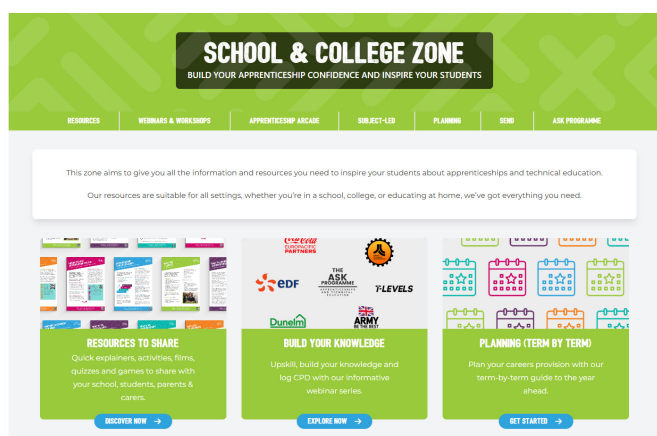 SCHOOL & COLLEGE ZONE
BUILD YOUR APPRENTICESHIP CONFIDENCE AND INSPIRE YOUR STUDENTS
RESOURCES WEBINARS & WORKSHOPS APPRENTICESHIP ARCADE SUBJECT-LED PLANNING SEND ASK PROGRAMME
This zone aims to give you all the information and resources you need to inspire your students about apprenticeships and technical education.
Our resources are suitable for all settings, whether you're in a school, college, or educating at home, we've got everything you need.
Coca-Cola
EUROPACIFIC
PARTNERS
edf
THE
ASK
PROGRAMME
APPRENTICESHIPS
AND TECHNICAL
EDUCATION
T-LEVELS
Dunelm
ARMY
BE THE BEST
RESOURCES TO SHARE
Quick explainers, activities, films,
quizzes and games to share with
your school, students, parents &
carers.
DISCOVER NOW →
BUILD YOUR KNOWLEDGE
Upskill, build your knowledge and
log CPD with our informative
webinar series.
EXPLORE NOW →
PLANNING (TERM BY TERM)
Plan your careers provision with our
term-by-term guide to the year
ahead.
GET STARTED →